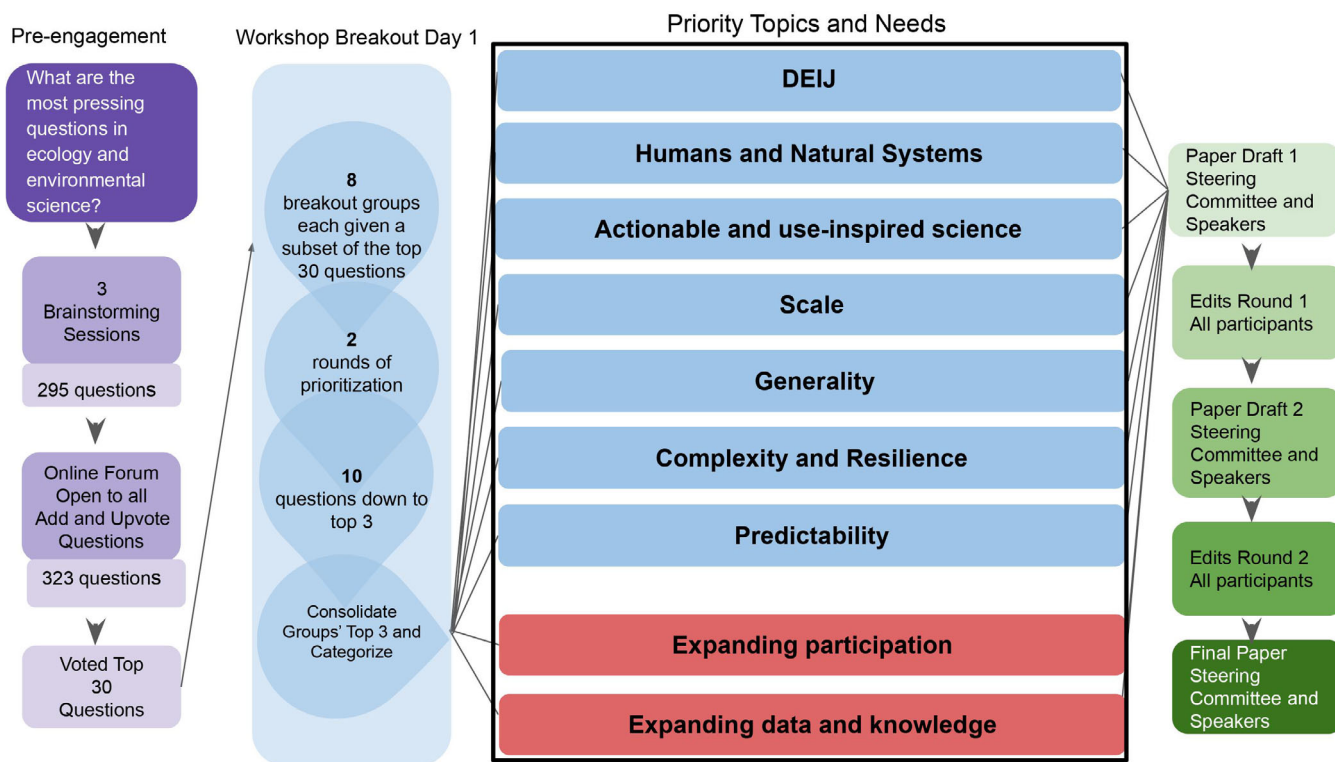 Pre-engagement
What are the
most pressing
questions in
ecology and
environmental
science?
3
Brainstorming
Sessions
295 questions
Online Forum
Open to all
Add and Upvote
Questions
323 questions
Voted Top
30
Questions
Workshop Breakout Day 1
8
breakout groups
each given a
subset of the top
30 questions
2
rounds of
prioritization
10
questions down to
top 3
Consolidate
Groups' Top 3 and
Categorize
Priority Topics and Needs
DEIJ
Humans and Natural Systems
Actionable and use-inspired science
Scale
Generality
Complexity and Resilience
Predictability
Expanding participation
Expanding data and knowledge
Paper Draft 1
Steering
Committee and
Speakers
Edits Round 1
All participants
Paper Draft 2
Steering
Committee and
Speakers
Edits Round 2
All participants
Final Paper
Steering
Committee and
Speakers